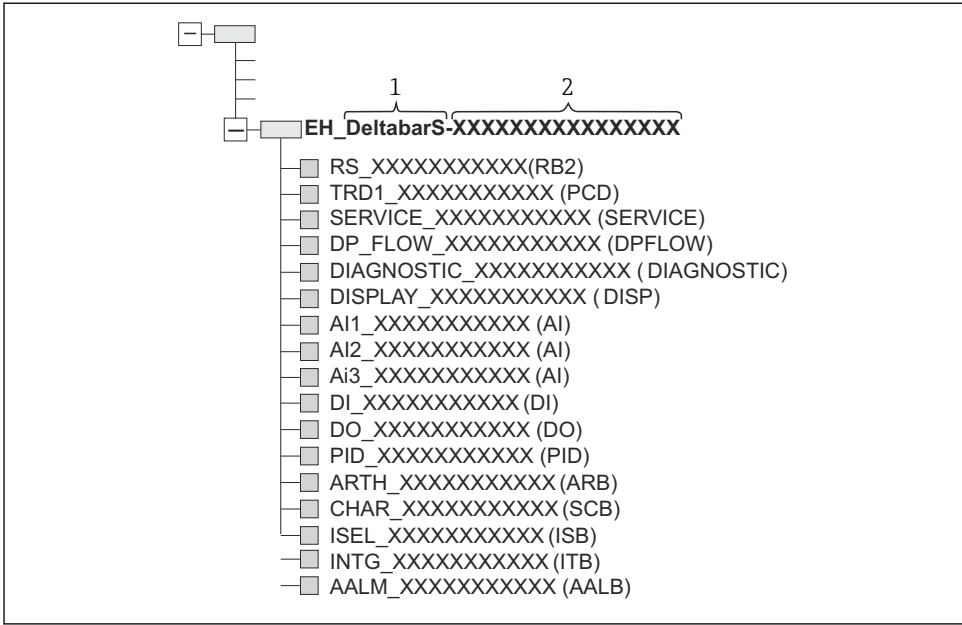 1 2
EH_DeltabarS-XXXXXXXXXXXXXXXX
RS_XXXXXXXXXXX(RB2)
TRD1_XXXXXXXXXXX (PCD)
SERVICE_XXXXXXXXXXX (SERVICE)
DP_FLOW_XXXXXXXXXXX (DPFLOW)
DIAGNOSTIC_XXXXXXXXXXX ( DIAGNOSTIC)
DISPLAY_XXXXXXXXXXX ( DISP)
AI1_XXXXXXXXXXX (AI)
AI2_XXXXXXXXXXX (AI)
Ai3_XXXXXXXXXXX (AI)
DI_XXXXXXXXXXX (DI)
DO_XXXXXXXXXXX (DO)
PID_XXXXXXXXXXX (PID)
ARTH_XXXXXXXXXXX (ARB)
CHAR_XXXXXXXXXXX (SCB)
ISEL_XXXXXXXXXXX (ISB)
INTG_XXXXXXXXXXX (ITB)
AALM_XXXXXXXXXXX (AALB)